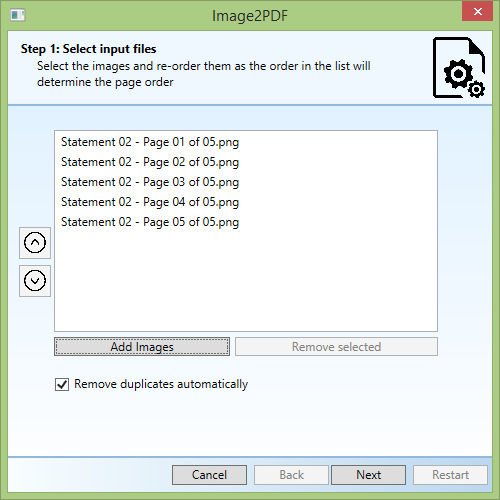 Image2PDF
Step 1: Select input files
Select the images and re-order them as the order in the list will
determine the page order
Statement 02 - Page 01 of 05.png
Statement 02 - Page 02 of 05.png
Statement 02 - Page 03 of 05.png
Statement 02 - Page 04 of 05.png
Statement 02 - Page 05 of 05.png
Add Images
Remove selected
Remove duplicates automatically
Cancel
Back
Next
Restart